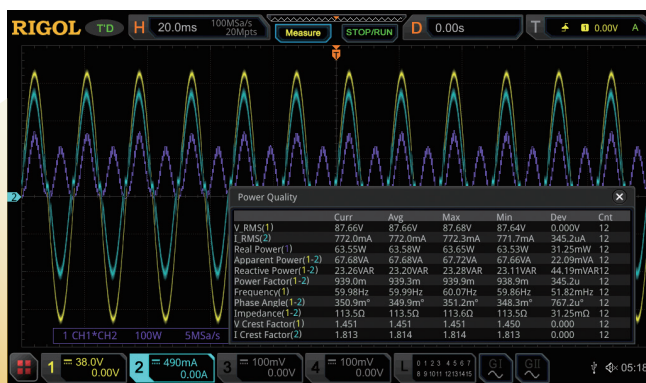 RIGOL T'D H 20.0ms 100MSa/s 20Mpts Measure STOP/RUN D 0.00s T 1 0.00V A
T
2
Power Quality
Curr Avg Max Min Dev Cnt
V_RMS(1) 87.66V 87.66V 87.68V 87.64V 0.000V 12
I_RMS(2) 772.0mA 772.0mA 772.3mA 771.7mA 345.2uA 12
Real Power(1) 63.55W 63.58W 63.65W 63.53W 31.25mW 12
Apparent Power(1-2) 67.68VA 67.68VA 67.72VA 67.66VA 22.09mVA 12
Reactive Power(1-2) 23.26VAR 23.20VAR 23.28VAR 23.11VAR 44.19mVAR12
Power Factor(1-2) 939.0m 939.3m 939.9m 938.9m 345.2u 12
Frequency(1) 59.98Hz 59.99Hz 60.07Hz 59.86Hz 51.82mHz 12
Phase Angle(1-2) 350.9m° 349.9m° 351.2m° 348.3m° 767.2u° 12
Impedance(1-2) 113.5Ω 113.5Ω 113.6Ω 113.5Ω 31.25mΩ 12
V Crest Factor(1) 1.451 1.451 1.451 1.450 0.000 12
I Crest Factor(2) 1.813 1.814 1.814 1.813 0.000 12
1 CH1*CH2 100W 5MSa/s
1 38.0V 0.00V 2 490mA 0.00A 3 100mV 0.00V 4 100mV 0.00V L 0 1 2 3 4 5 6 7 8 9 10 11 12 13 14 15 GI GII 05:18